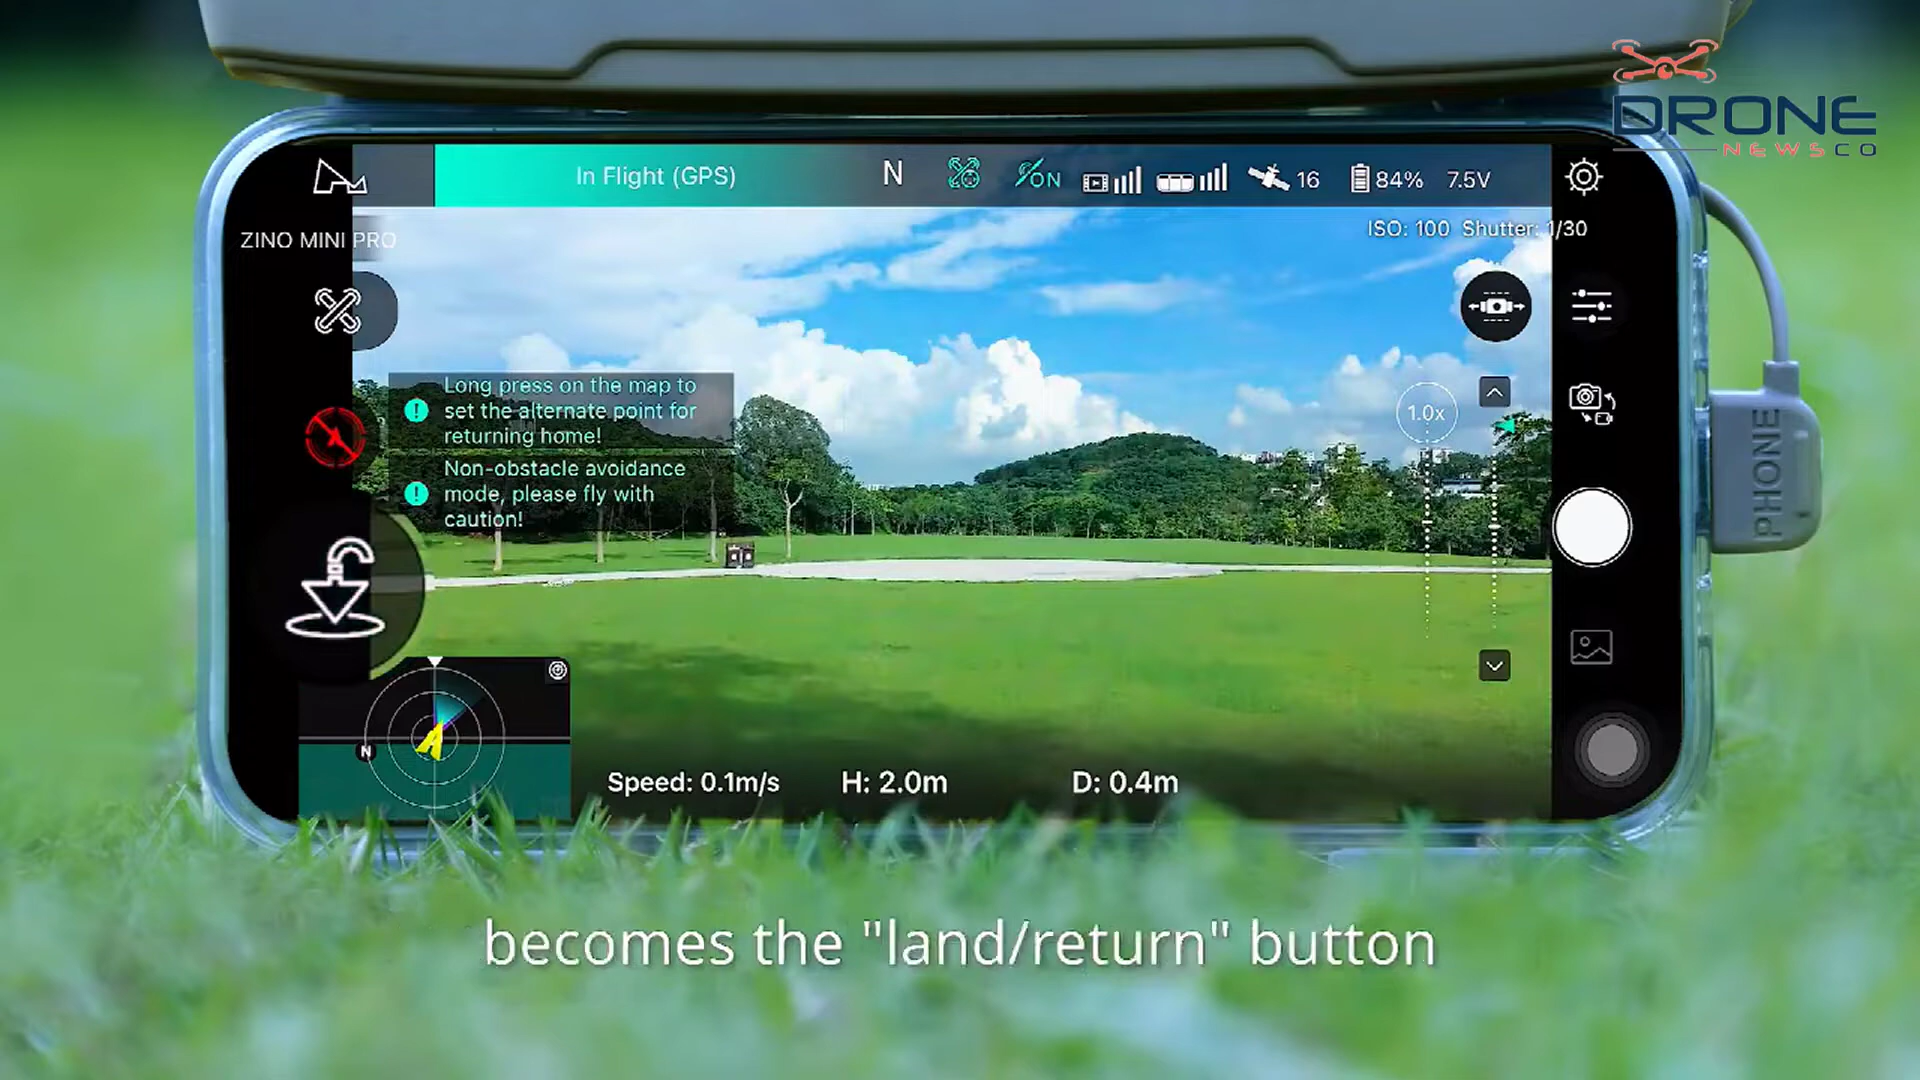 DRONE
NEWSCO
In Flight (GPS)
N
ON
16
84%
7.5V
ZINO MINI PRO
ISO: 100 Shutter: 1/30
Long press on the map to
set the alternate point for
returning home!
1.0x
Non-obstacle avoidance
mode, please fly with
caution!
PHONE
N
Speed: 0.1m/s
H: 2.0m
D: 0.4m
becomes the "land/return" button